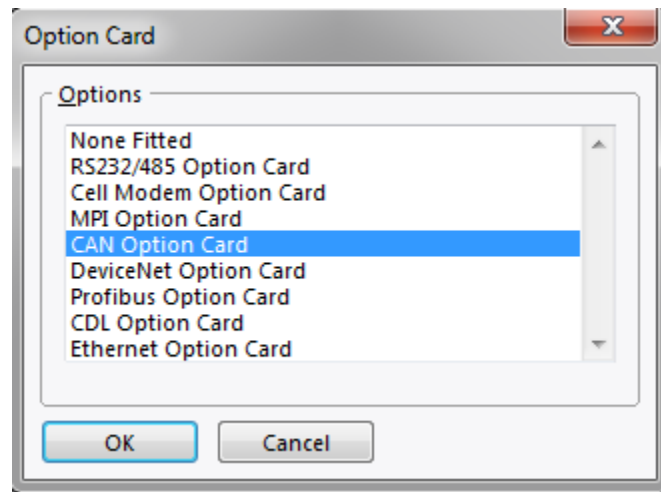 Option Card
Options
None Fitted
RS232/485 Option Card
Cell Modem Option Card
MPI Option Card
CAN Option Card
DeviceNet Option Card
Profibus Option Card
CDL Option Card
Ethernet Option Card
OK Cancel